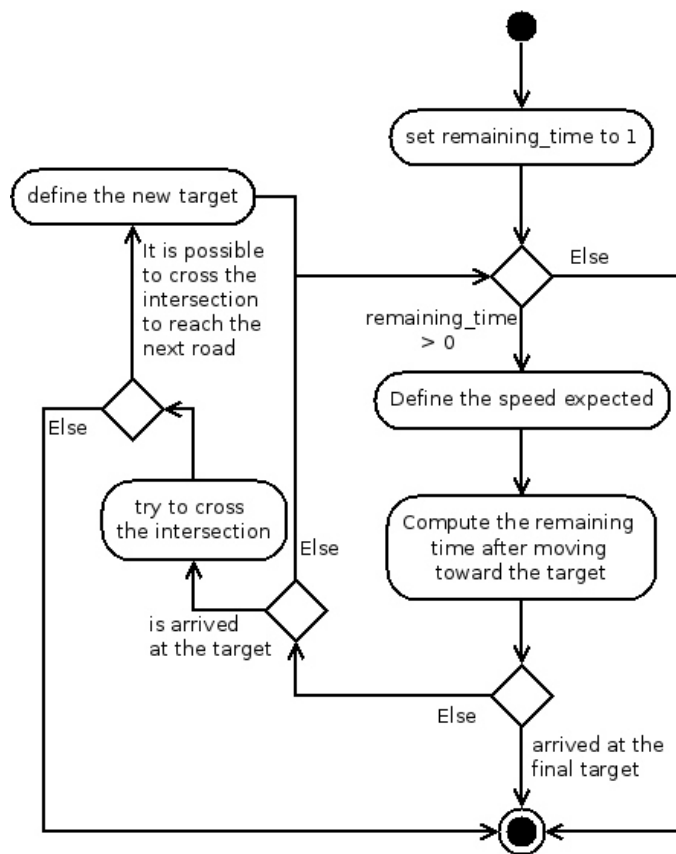 set remaining_time to 1
define the new target
It is possible
to cross the
intersection
to reach the
next road
Else
remaining_time
> 0
Define the speed expected
Else
try to cross
the intersection
Compute the remaining
time after moving
toward the target
Else
is arrived
at the target
Else
arrived at the
final target